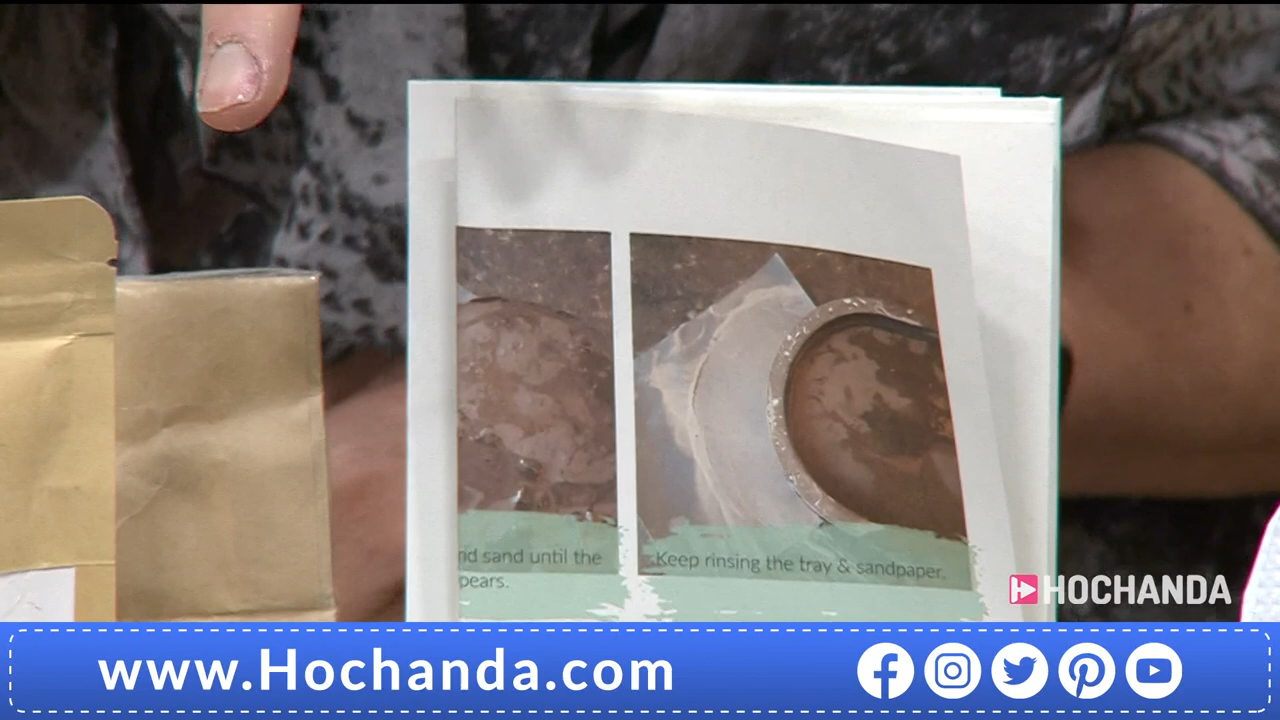 nd sand until the
pears.
Keep rinsing the tray & sandpaper.
HOCHANDA
www.Hochanda.com